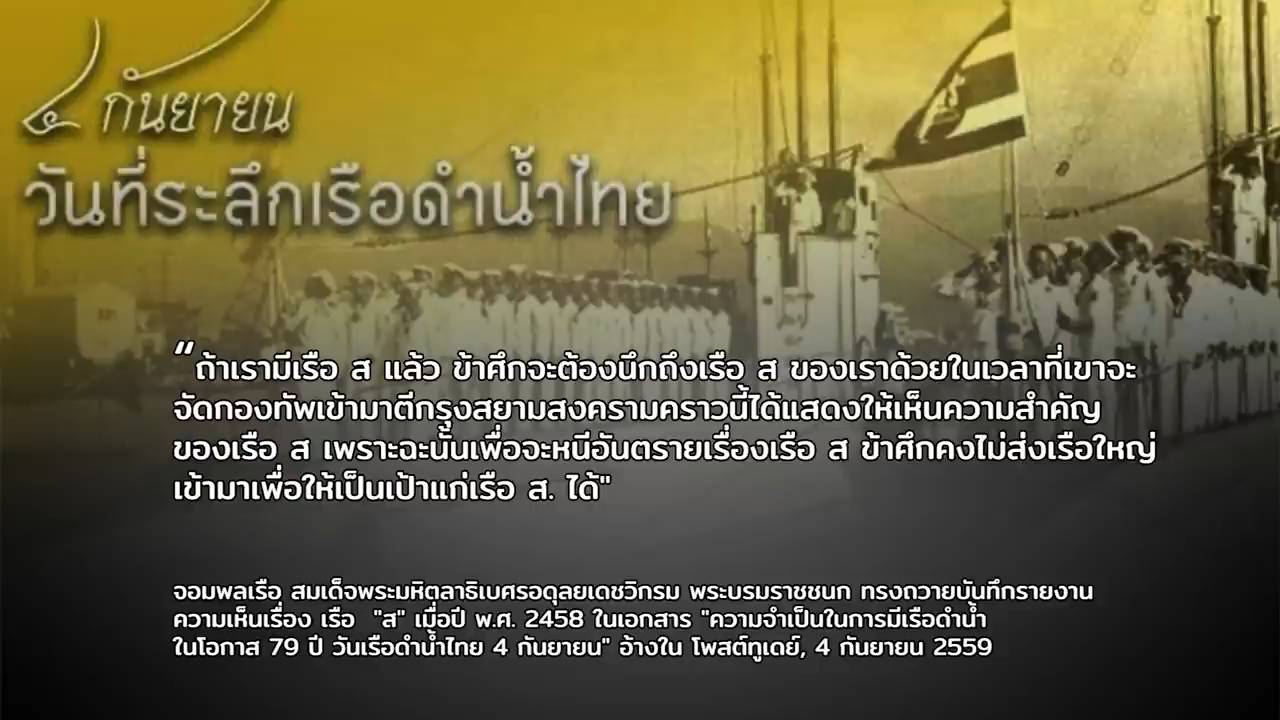 ๔ กันยายน
วันที่ระลึกเรือดำน้ำไทย
“ถ้าเรามีเรือ ส แล้ว ข้าศึกจะต้องนึกถึงเรือ ส ของเราด้วยในเวลาที่เขาจะ
จัดกองทัพเข้ามาตีกรุงสยามสงครามคราวนี้ได้แสดงให้เห็นความสำคัญ
ของเรือ ส เพราะฉะนั้นเพื่อจะหนีอันตรายเรื่องเรือ ส ข้าศึกคงไม่ส่งเรือใหญ่
เข้ามาเพื่อให้เป็นเป้าแก่เรือ ส. ได้"
จอมพลเรือ สมเด็จพระมหิตลาธิเบศรอดุลยเดชวิกรม พระบรมราชชนก ทรงถวายบันทึกรายงาน
ความเห็นเรื่อง เรือ "ส" เมื่อปี พ.ศ. 2458 ในเอกสาร "ความจำเป็นในการมีเรือดำน้ำ
ในโอกาส 79 ปี วันเรือดำน้ำไทย 4 กันยายน" อ้างใน โพสต์ทูเดย์, 4 กันยายน 2559